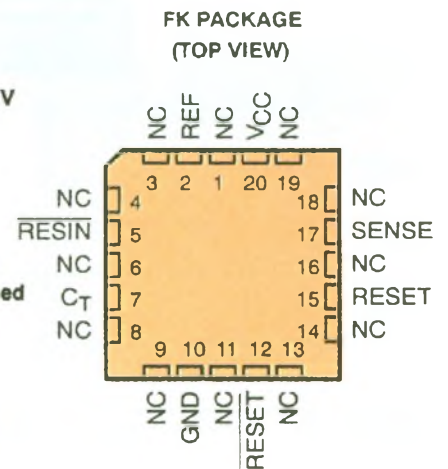 FK PACKAGE
(TOP VIEW)
V
NC REF NC VCC NC
3 2 1 20 19
NC 4 18 NC
RESIN 5 17 SENSE
NC 6 16 NC
ed CT 7 15 RESET
NC 8 14 NC
9 10 11 12 13
NC GND NC RESET NC